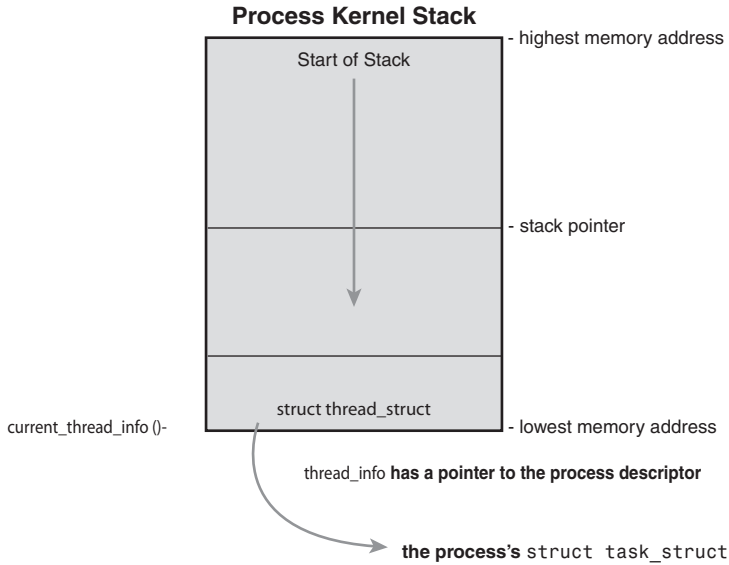 Process Kernel Stack
- highest memory address
Start of Stack
- stack pointer
struct thread_struct
current_thread_info ()-
- lowest memory address
thread_info has a pointer to the process descriptor
the process's struct task_struct